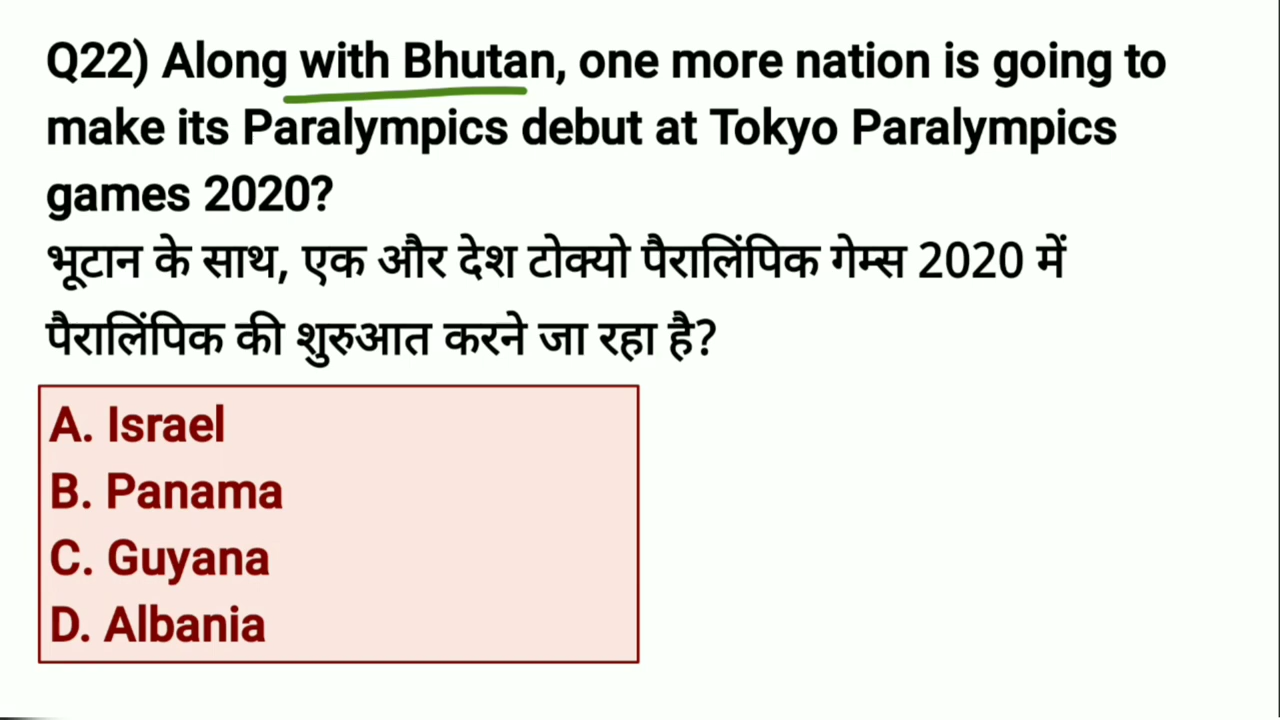 Q22) Along with Bhutan, one more nation is going to
make its Paralympics debut at Tokyo Paralympics
games 2020?
भूटान के साथ, एक और देश टोक्यो पैरालिंपिक गेम्स 2020 में
पैरालिंपिक की शुरुआत करने जा रहा है?
A. Israel
B. Panama
C. Guyana
D. Albania